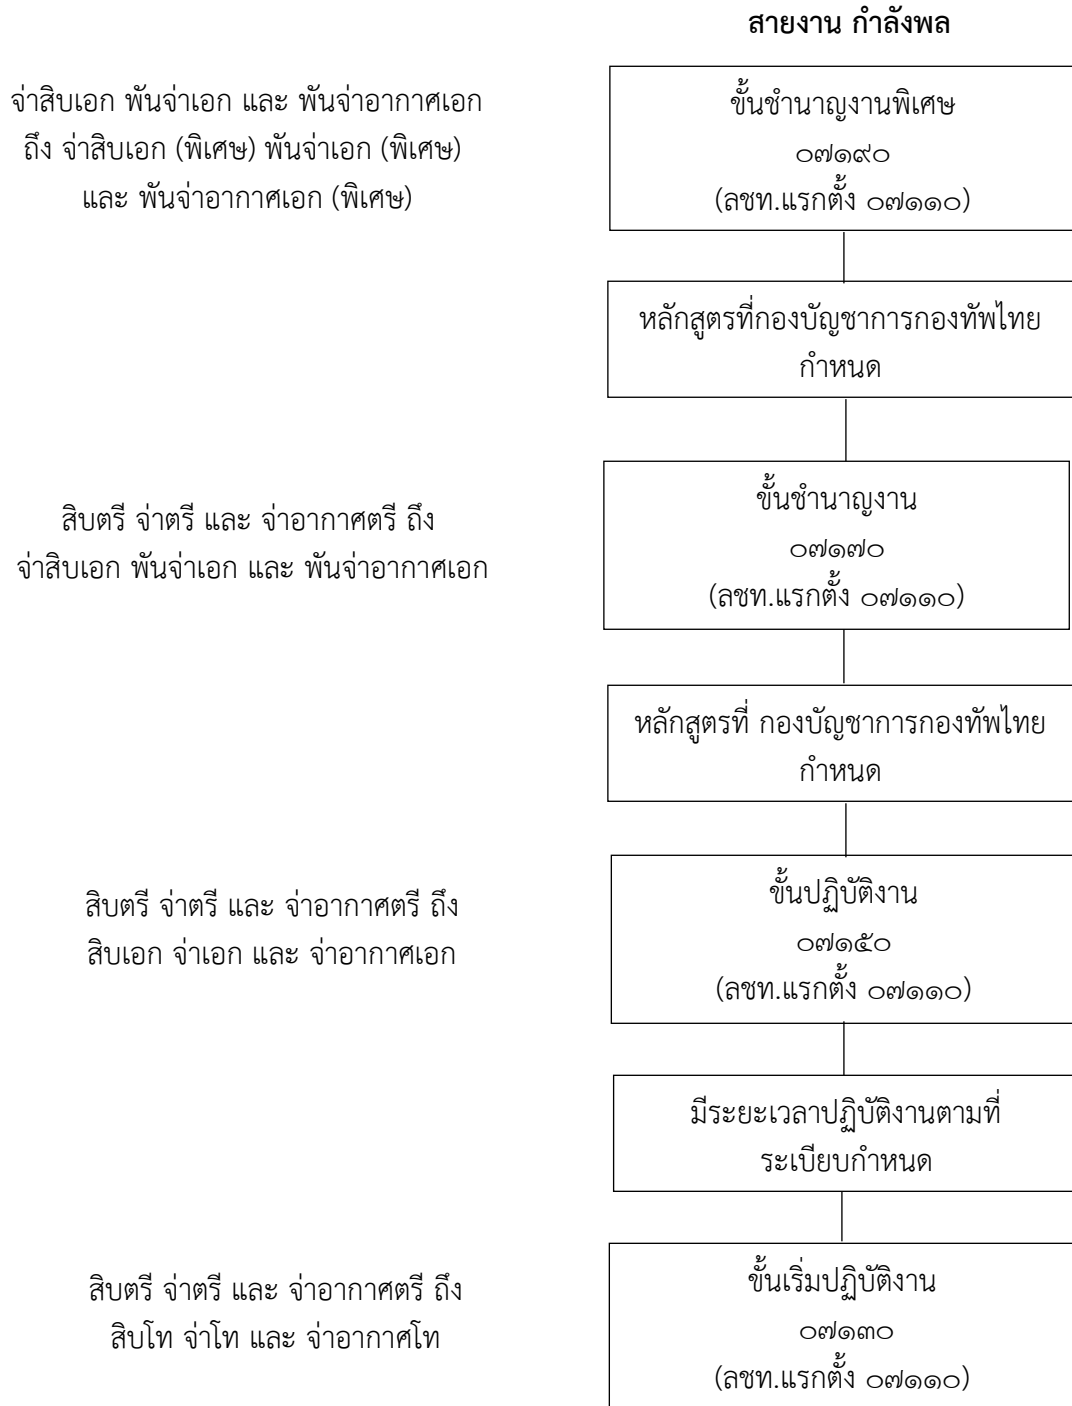 สายงาน กำลังพล
จ่าสิบเอก พันจ่าเอก และ พันจ่าอากาศเอก
ถึง จ่าสิบเอก (พิเศษ) พันจ่าเอก (พิเศษ)
และ พันจ่าอากาศเอก (พิเศษ)
ขั้นชำนาญงานพิเศษ
๐๗๑๙๐
(ลชท.แรกตั้ง ๐๗๑๑๐)
หลักสูตรที่กองบัญชาการกองทัพไทย
กำหนด
สิบตรี จ่าตรี และ จ่าอากาศตรี ถึง
จ่าสิบเอก พันจ่าเอก และ พันจ่าอากาศเอก
ขั้นชำนาญงาน
๐๗๑๗๐
(ลชท.แรกตั้ง ๐๗๑๑๐)
หลักสูตรที่ กองบัญชาการกองทัพไทย
กำหนด
สิบตรี จ่าตรี และ จ่าอากาศตรี ถึง
สิบเอก จ่าเอก และ จ่าอากาศเอก
ขั้นปฏิบัติงาน
๐๗๑๕๐
(ลชท.แรกตั้ง ๐๗๑๑๐)
มีระยะเวลาปฏิบัติงานตามที่
ระเบียบกำหนด
สิบตรี จ่าตรี และ จ่าอากาศตรี ถึง
สิบโท จ่าโท และ จ่าอากาศโท
ขั้นเริ่มปฏิบัติงาน
๐๗๑๓๐
(ลชท.แรกตั้ง ๐๗๑๑๐)